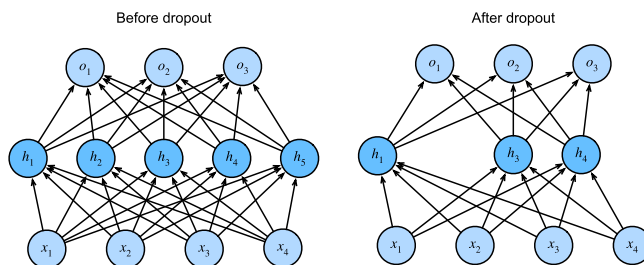 Before dropout After dropout
o1 o2 o3 o1 o2 o3
h1 h2 h3 h4 h5 h1 h3 h4
x1 x2 x3 x4 x1 x2 x3 x4